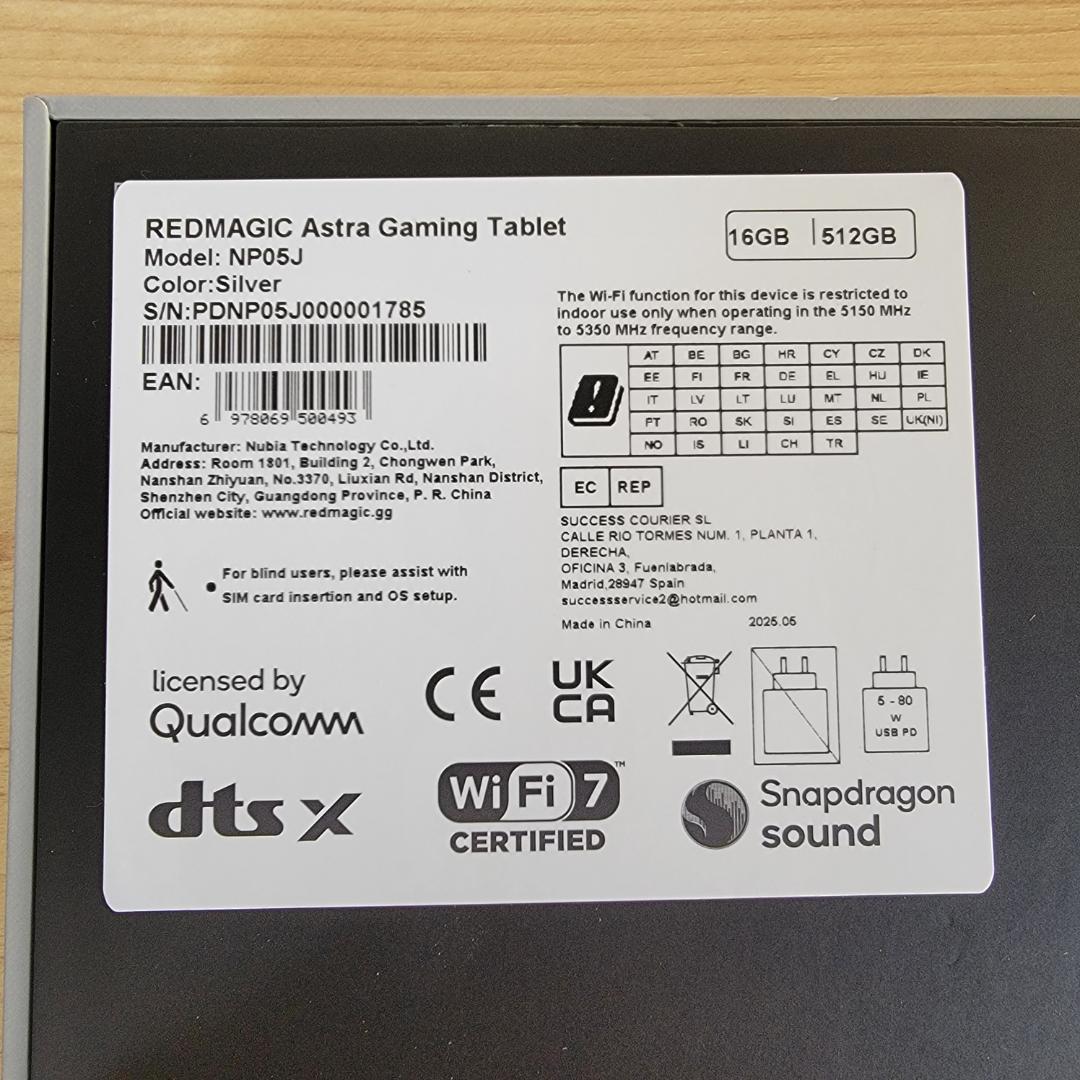 REDMAGIC Astra Gaming Tablet
Model: NP05J
Color:Silver
S/N:PDNP05J000001785
EAN:
6 978069 500493
Manufacturer: Nubia Technology Co.,Ltd.
Address: Room 1801, Building 2, Chongwen Park,
Nanshan Zhiyuan, No.3370, Liuxian Rd, Nanshan District,
Shenzhen City, Guangdong Province, P. R. China
Official website: www.redmagic.gg
For blind users, please assist with
SIM card insertion and OS setup.
16GB | 512GB
The Wi-Fi function for this device is restricted to
indoor use only when operating in the 5150 MHz
to 5350 MHz frequency range.
AT BE BG HR CY CZ DK
EE FI FR DE EL HU IE
IT LV LT LU MT NL PL
PT RO SK SI ES SE UK(NI)
NO IS LI CH TR
EC REP
SUCCESS COURIER SL
CALLE RIO TORMES NUM. 1, PLANTA 1,
DERECHA,
OFICINA 3, Fuenlabrada,
Madrid,28947 Spain
successservice2@hotmail.com
Made in China 2025.05
licensed by
Qualcomm
CE
UK
CA
5 - 80
W
USB PD
dts x
Wi Fi 7™
CERTIFIED
Snapdragon
sound